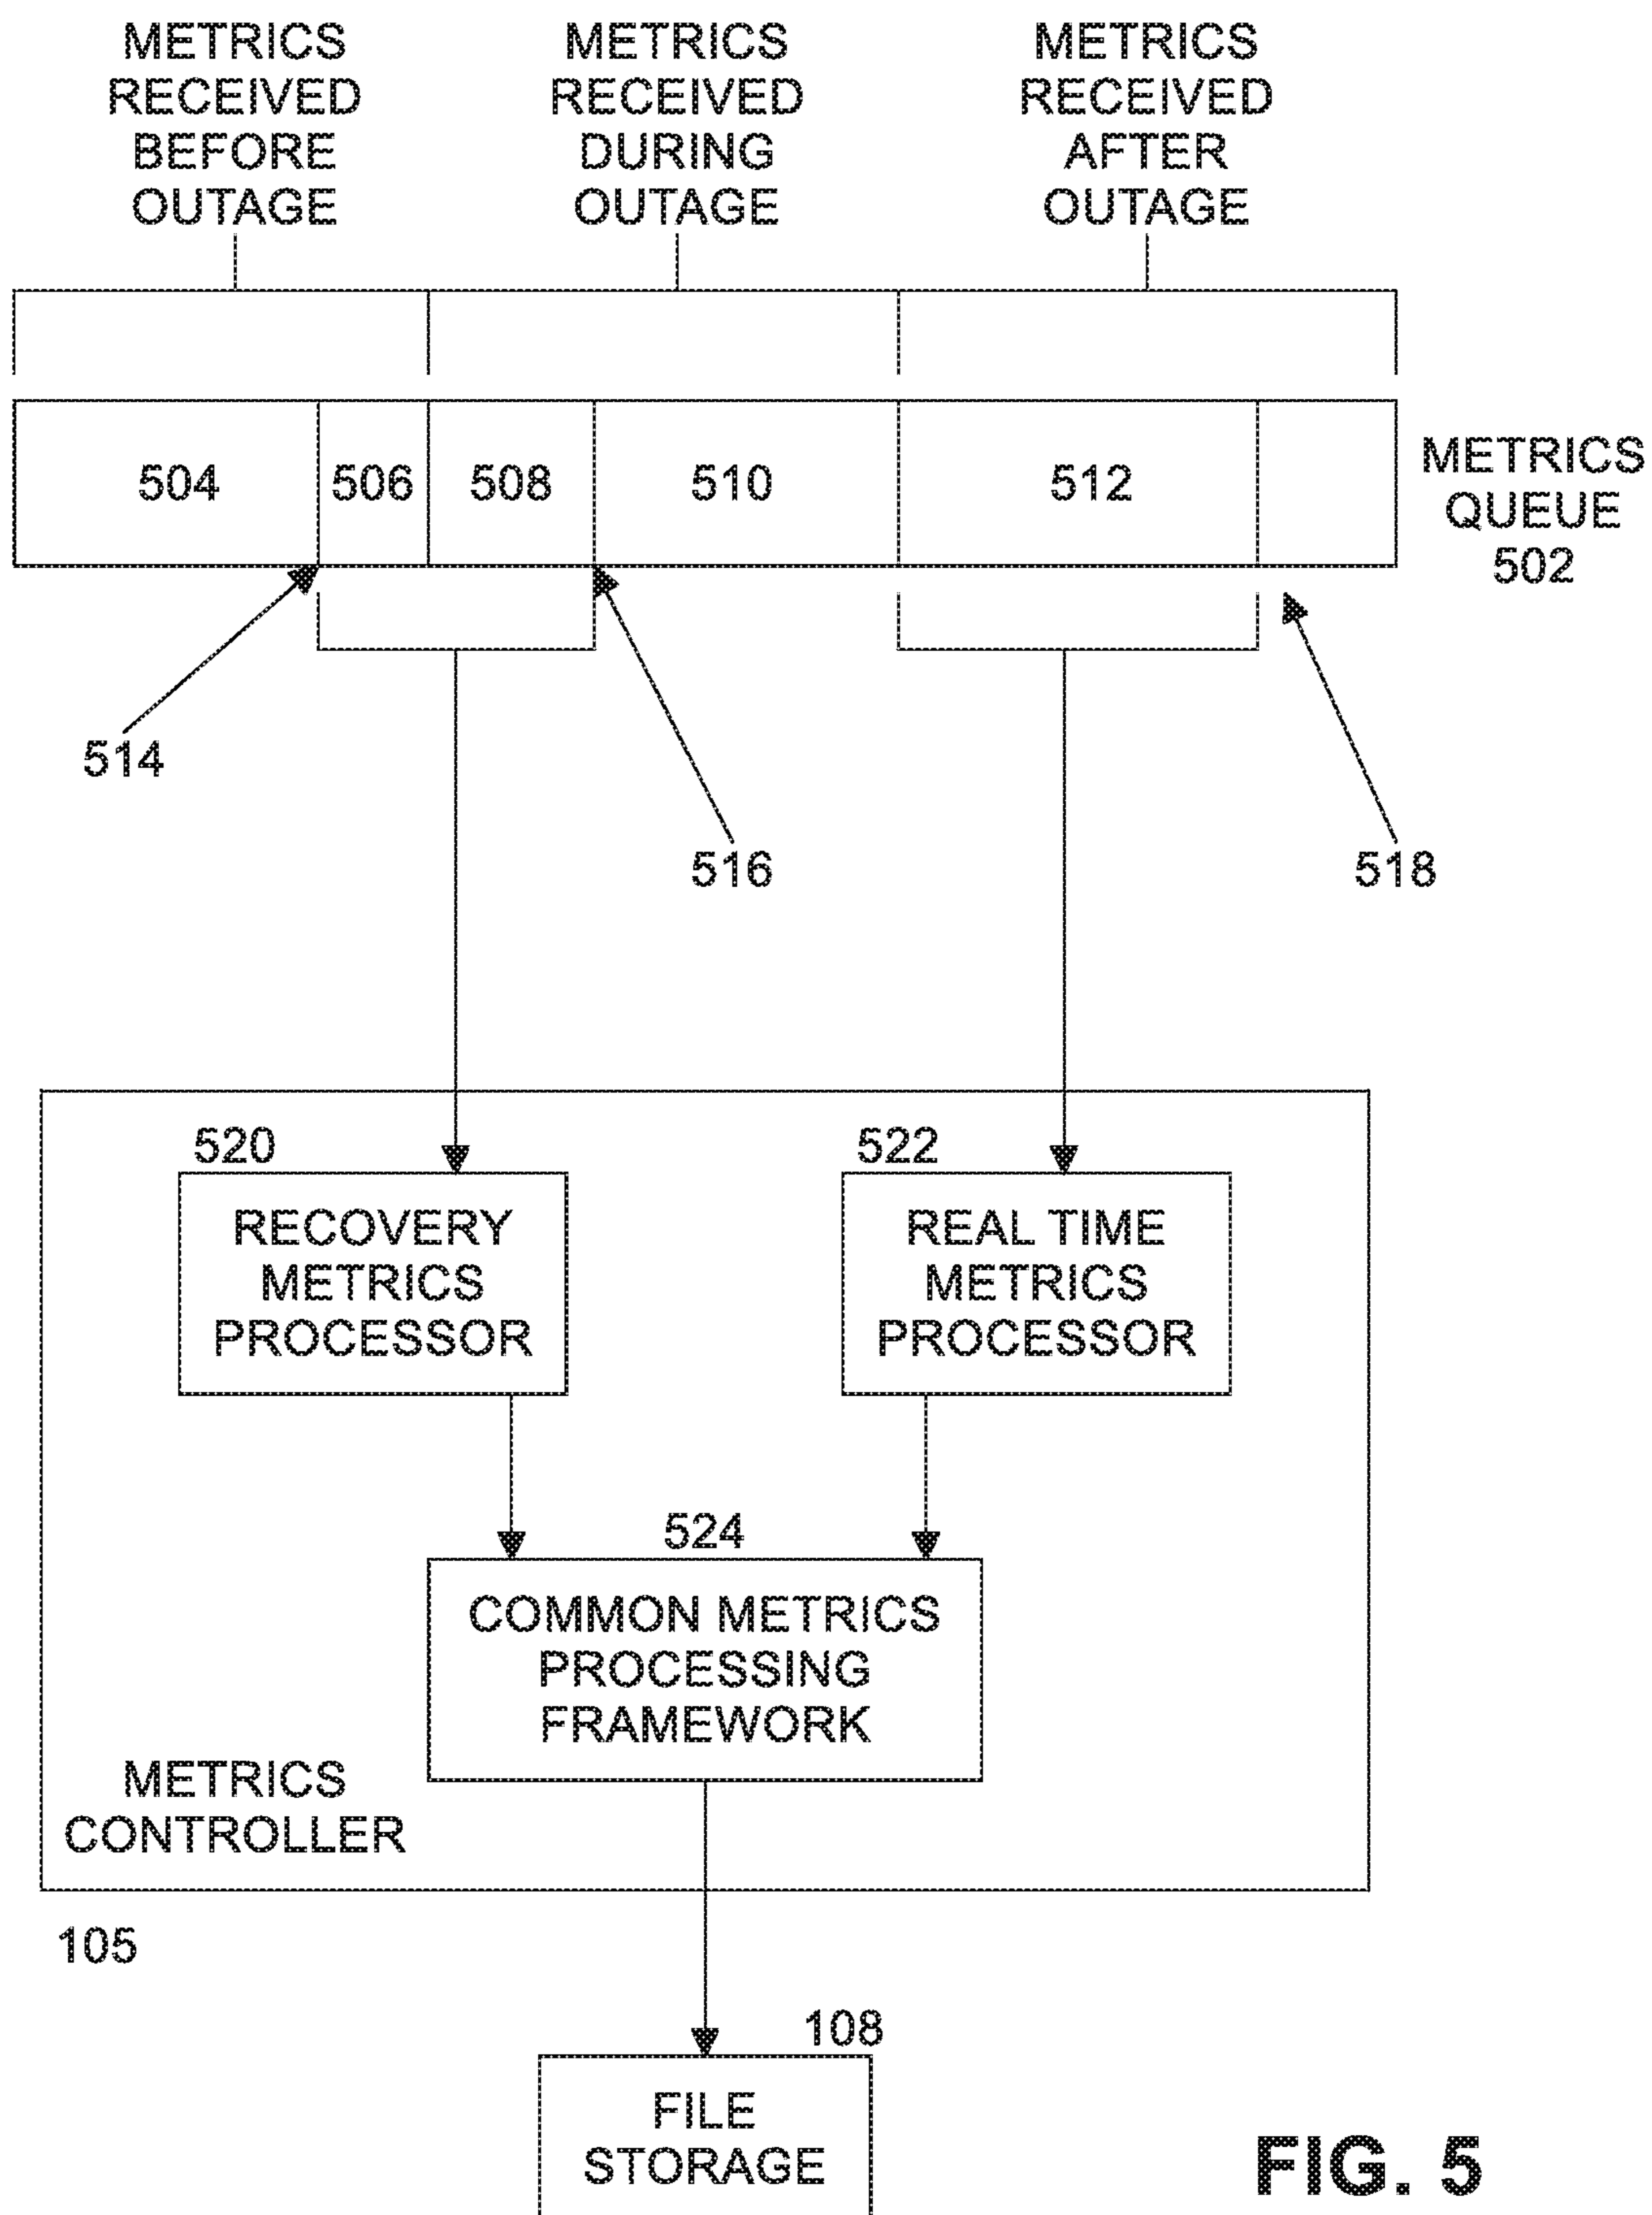 METRICS
RECEIVED
BEFORE
OUTAGE
METRICS
RECEIVED
DURING
OUTAGE
METRICS
RECEIVED
AFTER
OUTAGE
504
506
508
510
512
METRICS
QUEUE
502
514
516
518
520
RECOVERY
METRICS
PROCESSOR
522
REAL TIME
METRICS
PROCESSOR
524
COMMON METRICS
PROCESSING
FRAMEWORK
METRICS
CONTROLLER
105
108
FILE
STORAGE
FIG. 5